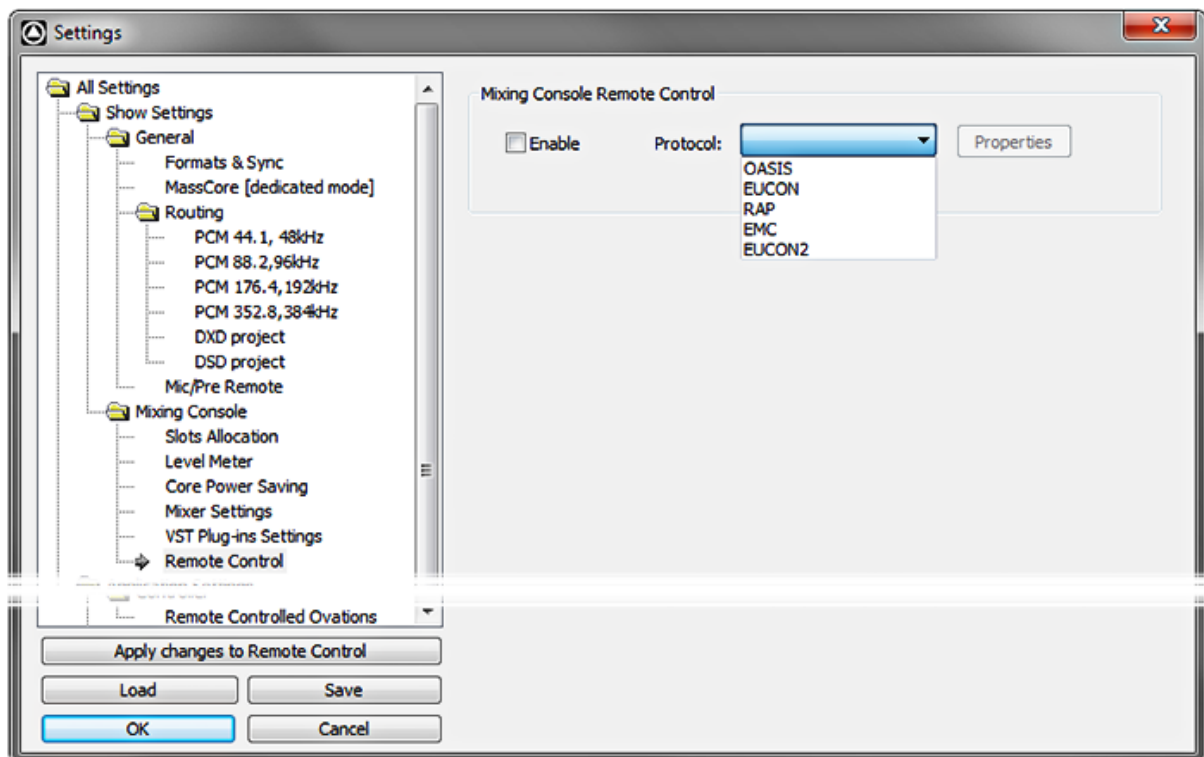 Settings
All Settings
Show Settings
General
Formats & Sync
MassCore [dedicated mode]
Routing
PCM 44.1, 48kHz
PCM 88.2,96kHz
PCM 176.4,192kHz
PCM 352.8,384kHz
DXD project
DSD project
Mic/Pre Remote
Mixing Console
Slots Allocation
Level Meter
Core Power Saving
Mixer Settings
VST Plug-ins Settings
Remote Control
Remote Controlled Ovations
Apply changes to Remote Control
Load Save
OK Cancel
Mixing Console Remote Control
Enable Protocol: Properties
OASIS
EUCON
RAP
EMC
EUCON2